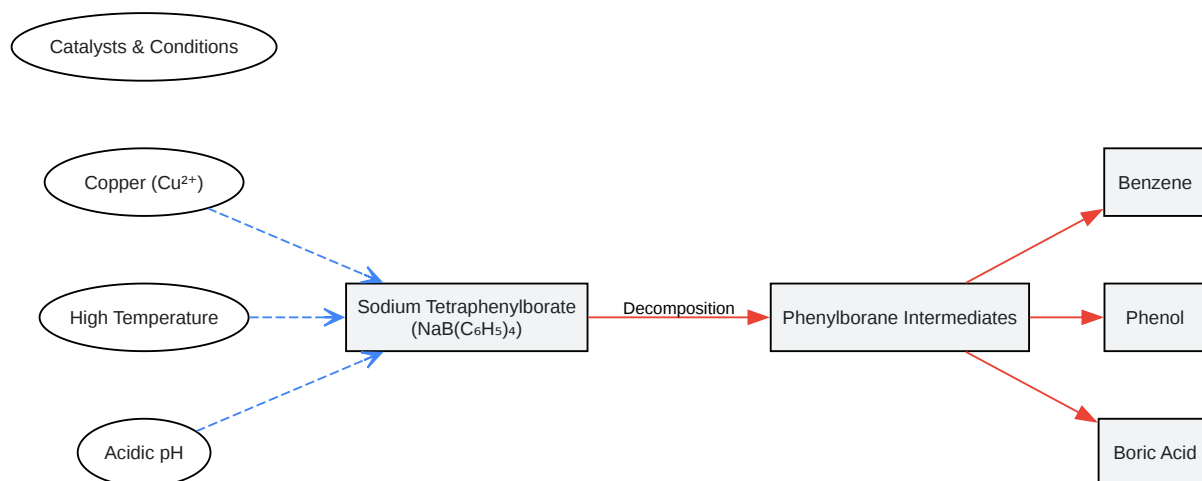 Catalysts & Conditions
Copper (Cu²⁺)
Benzene
High Temperature
Sodium Tetraphenylborate
(NaB(C₆H₅)₄)
Decomposition
Phenylborane Intermediates
Phenol
Acidic pH
Boric Acid